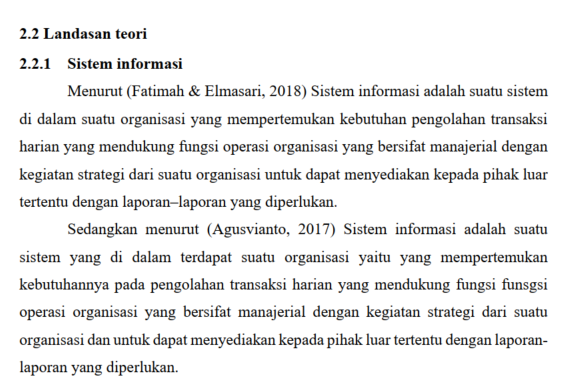 2.2 Landasan teori
2.2.1 Sistem informasi
Menurut (Fatimah & Elmasari, 2018) Sistem informasi adalah suatu sistem
di dalam suatu organisasi yang mempertemukan kebutuhan pengolahan transaksi
harian yang mendukung fungsi operasi organisasi yang bersifat manajerial dengan
kegiatan strategi dari suatu organisasi untuk dapat menyediakan kepada pihak luar
tertentu dengan laporan–laporan yang diperlukan.
Sedangkan menurut (Agusvianto, 2017) Sistem informasi adalah suatu
sistem yang di dalam terdapat suatu organisasi yaitu yang mempertemukan
kebutuhannya pada pengolahan transaksi harian yang mendukung fungsi funsgsi
operasi organisasi yang bersifat manajerial dengan kegiatan strategi dari suatu
organisasi dan untuk dapat menyediakan kepada pihak luar tertentu dengan laporan-
laporan yang diperlukan.